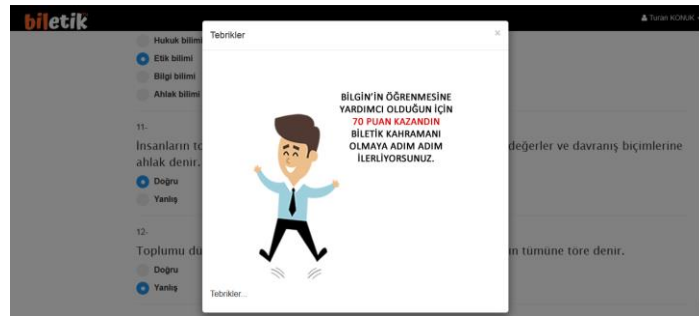 biletik
Turan KONUK
Tebrikler
×
Hukuk bilimi
Etik bilimi
Bilgi bilimi
Ahlak bilimi
BİLGİN'İN ÖĞRENMESİNE
YARDIMCI OLDUĞUN İÇİN
70 PUAN KAZANDIN
BİLETİK KAHRAMANI
OLMAYA ADIM ADIM
İLERLİYORSUNUZ.
11-
İnsanların to
değerler ve davranış biçimlerine
ahlak denir.
Doğru
Yanlış
12-
Toplumu dü
n tümüne töre denir.
Doğru
Yanlış
Tebrikler...